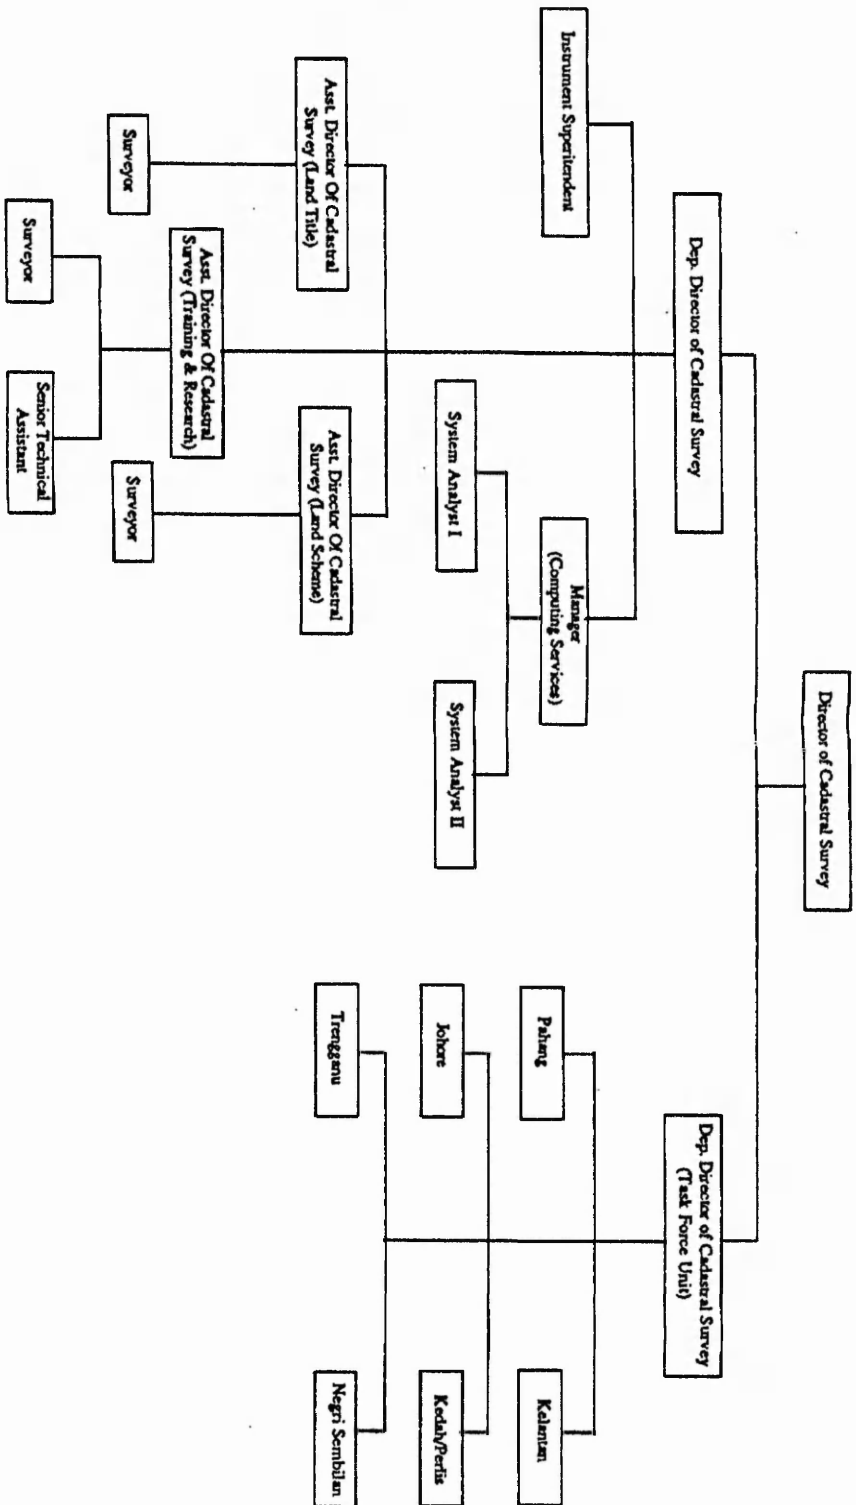 Director of Cadastral Survey
Dep. Director of Cadastral Survey
Dep. Director of Cadastral Survey
(Task Force Unit)
Instrument Superitendent
Manager
(Computing Services)
System Analyst I
System Analyst II
Asst. Director Of Cadastral
Survey (Land Title)
Asst. Director Of Cadastral
Survey (Land Scheme)
Surveyor
Asst. Director Of Cadastral
Survey (Training & Research)
Surveyor
Surveyor
Senior Technical
Assistant
Pahang
Kelantan
Johore
Kedah/Perlis
Trengganu
Negri Sembilan